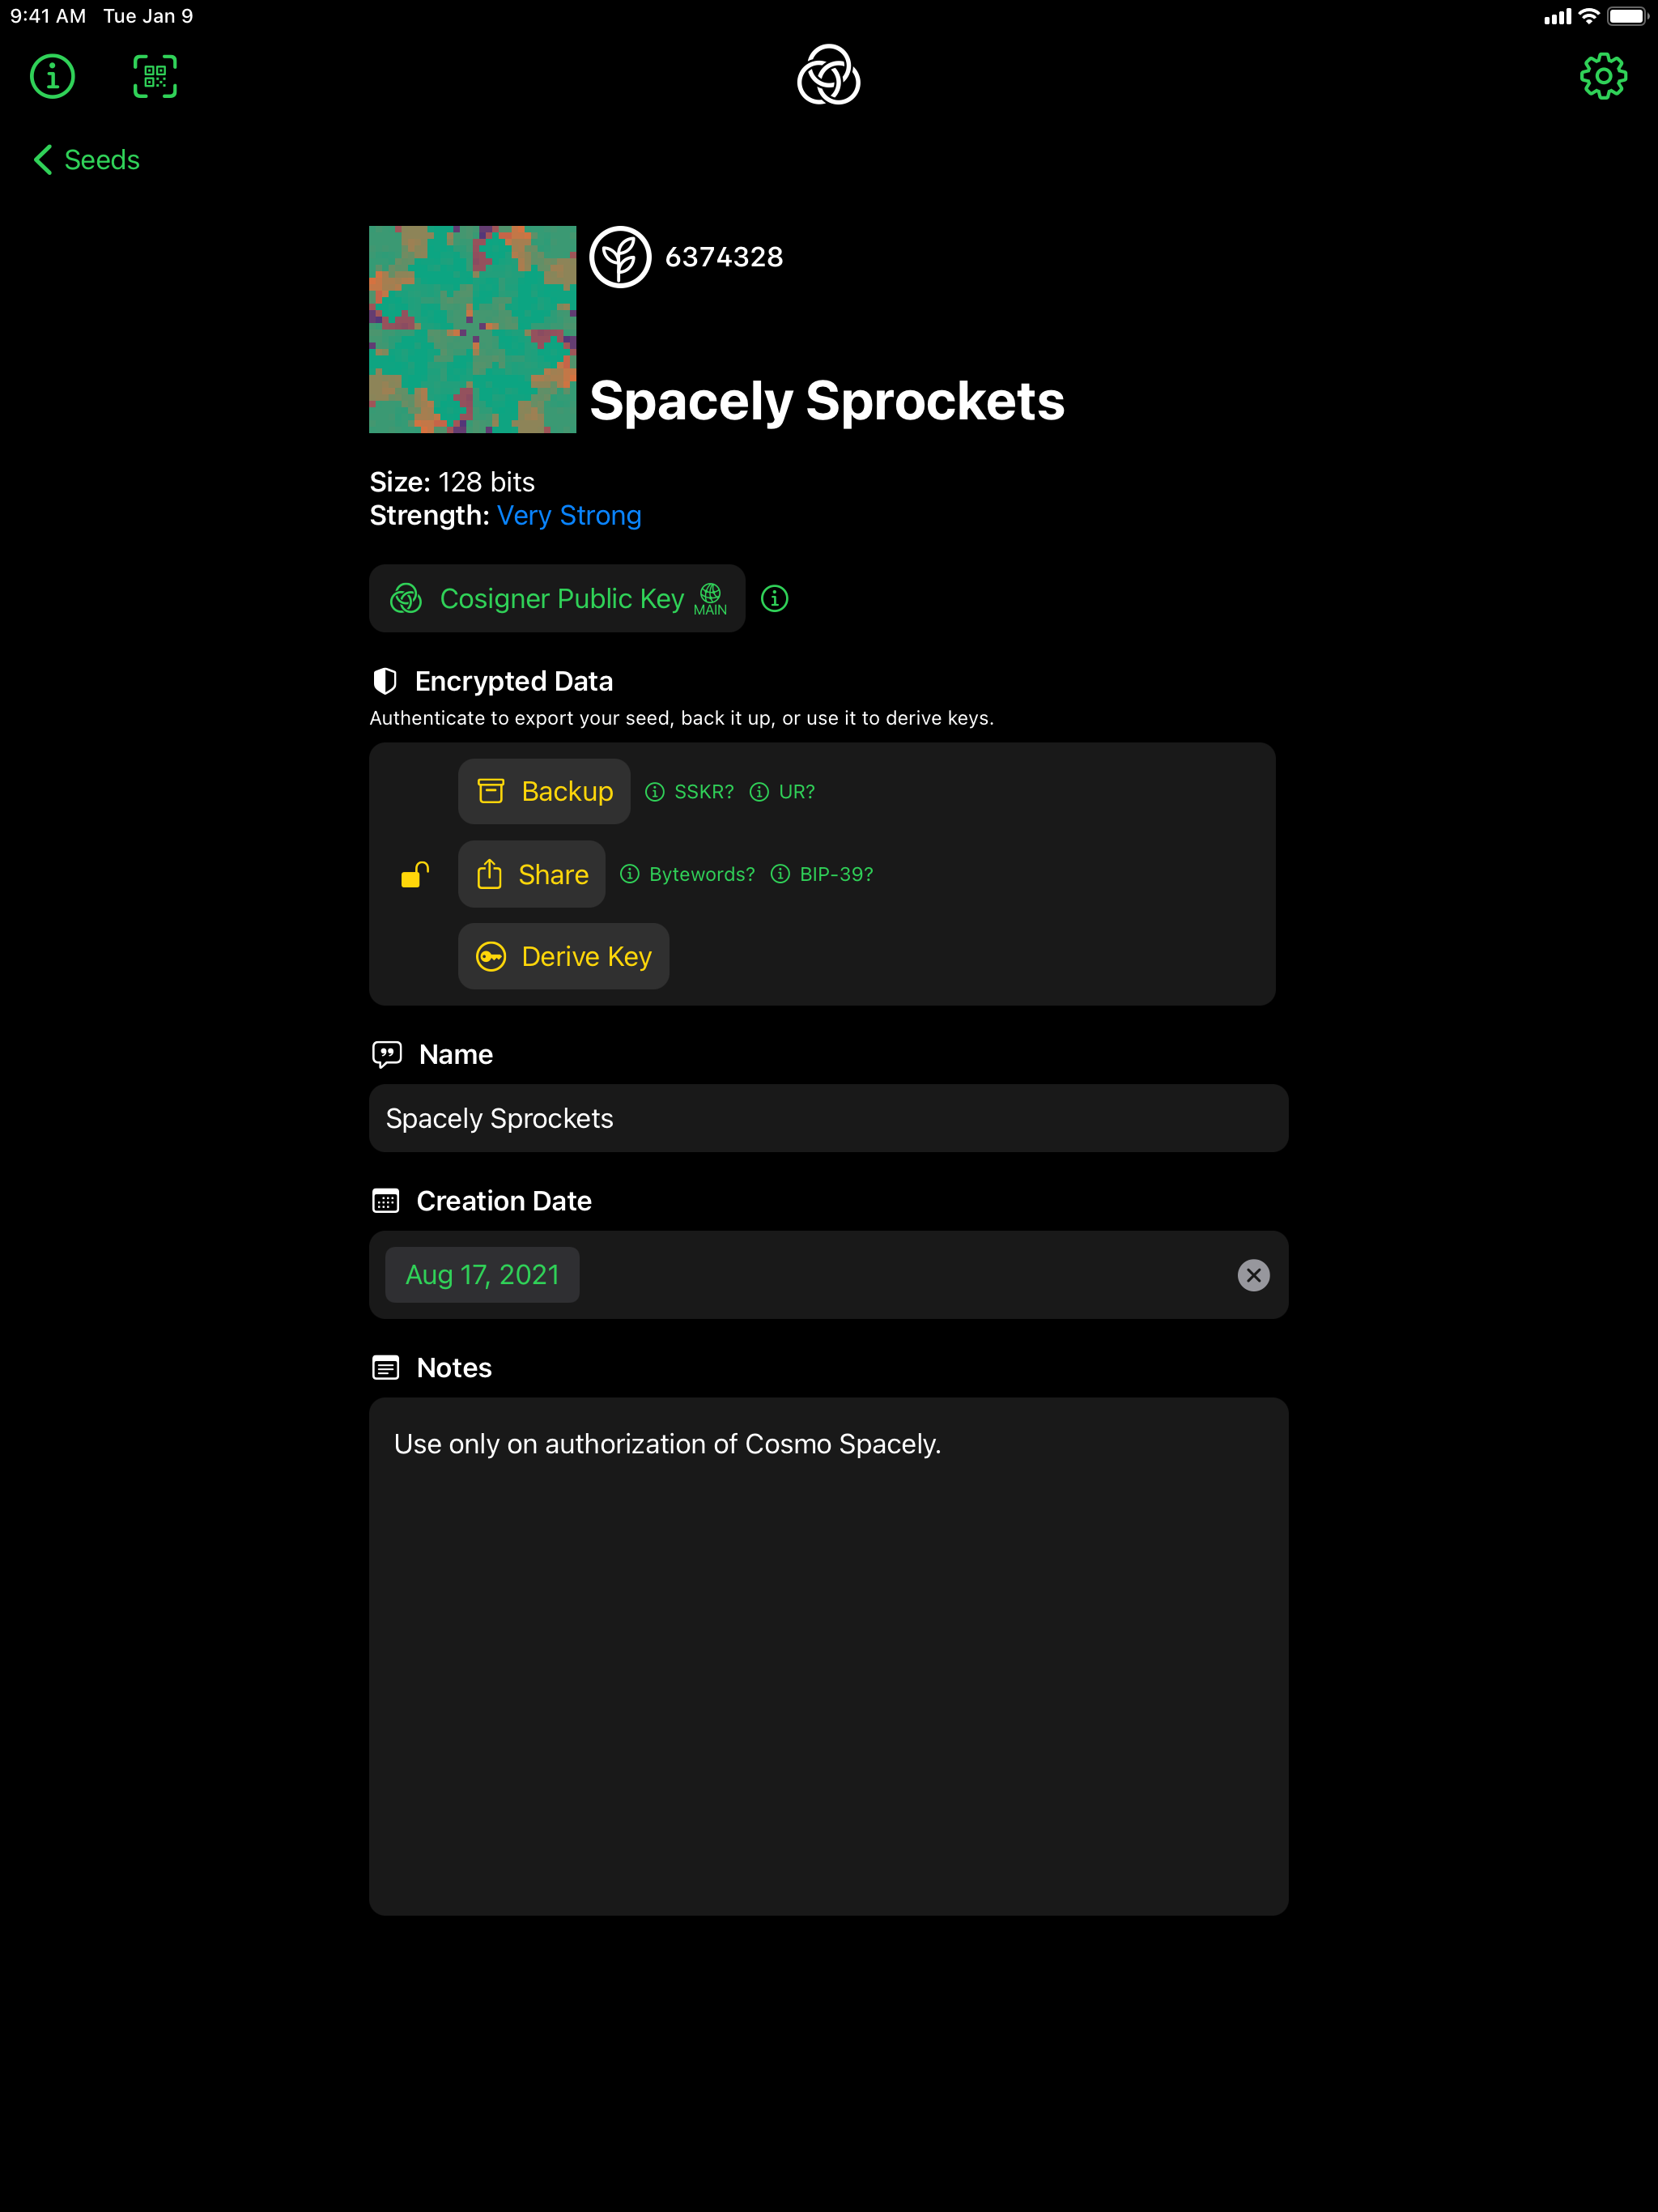 9:41 AM Tue Jan 9
Seeds
6374328
Spacely Sprockets
Size: 128 bits
Strength: Very Strong
Cosigner Public Key MAIN
Encrypted Data
Authenticate to export your seed, back it up, or use it to derive keys.
Backup SSKR? UR?
Share Bytewords? BIP-39?
Derive Key
Name
Spacely Sprockets
Creation Date
Aug 17, 2021
Notes
Use only on authorization of Cosmo Spacely.